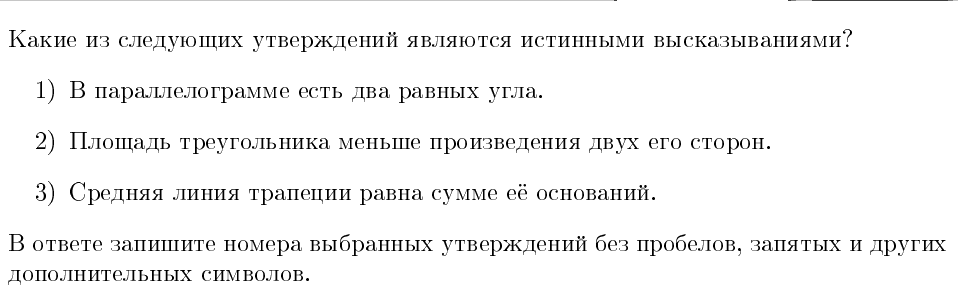 Какие из следующих утверждений являются истинными высказываниями?
1) В параллелограмме есть два равных угла.
2) Площадь треугольника меньше произведения двух его сторон.
3) Средняя линия трапеции равна сумме её оснований.
В ответе запишите номера выбранных утверждений без пробелов, запятых и других
дополнительных символов.